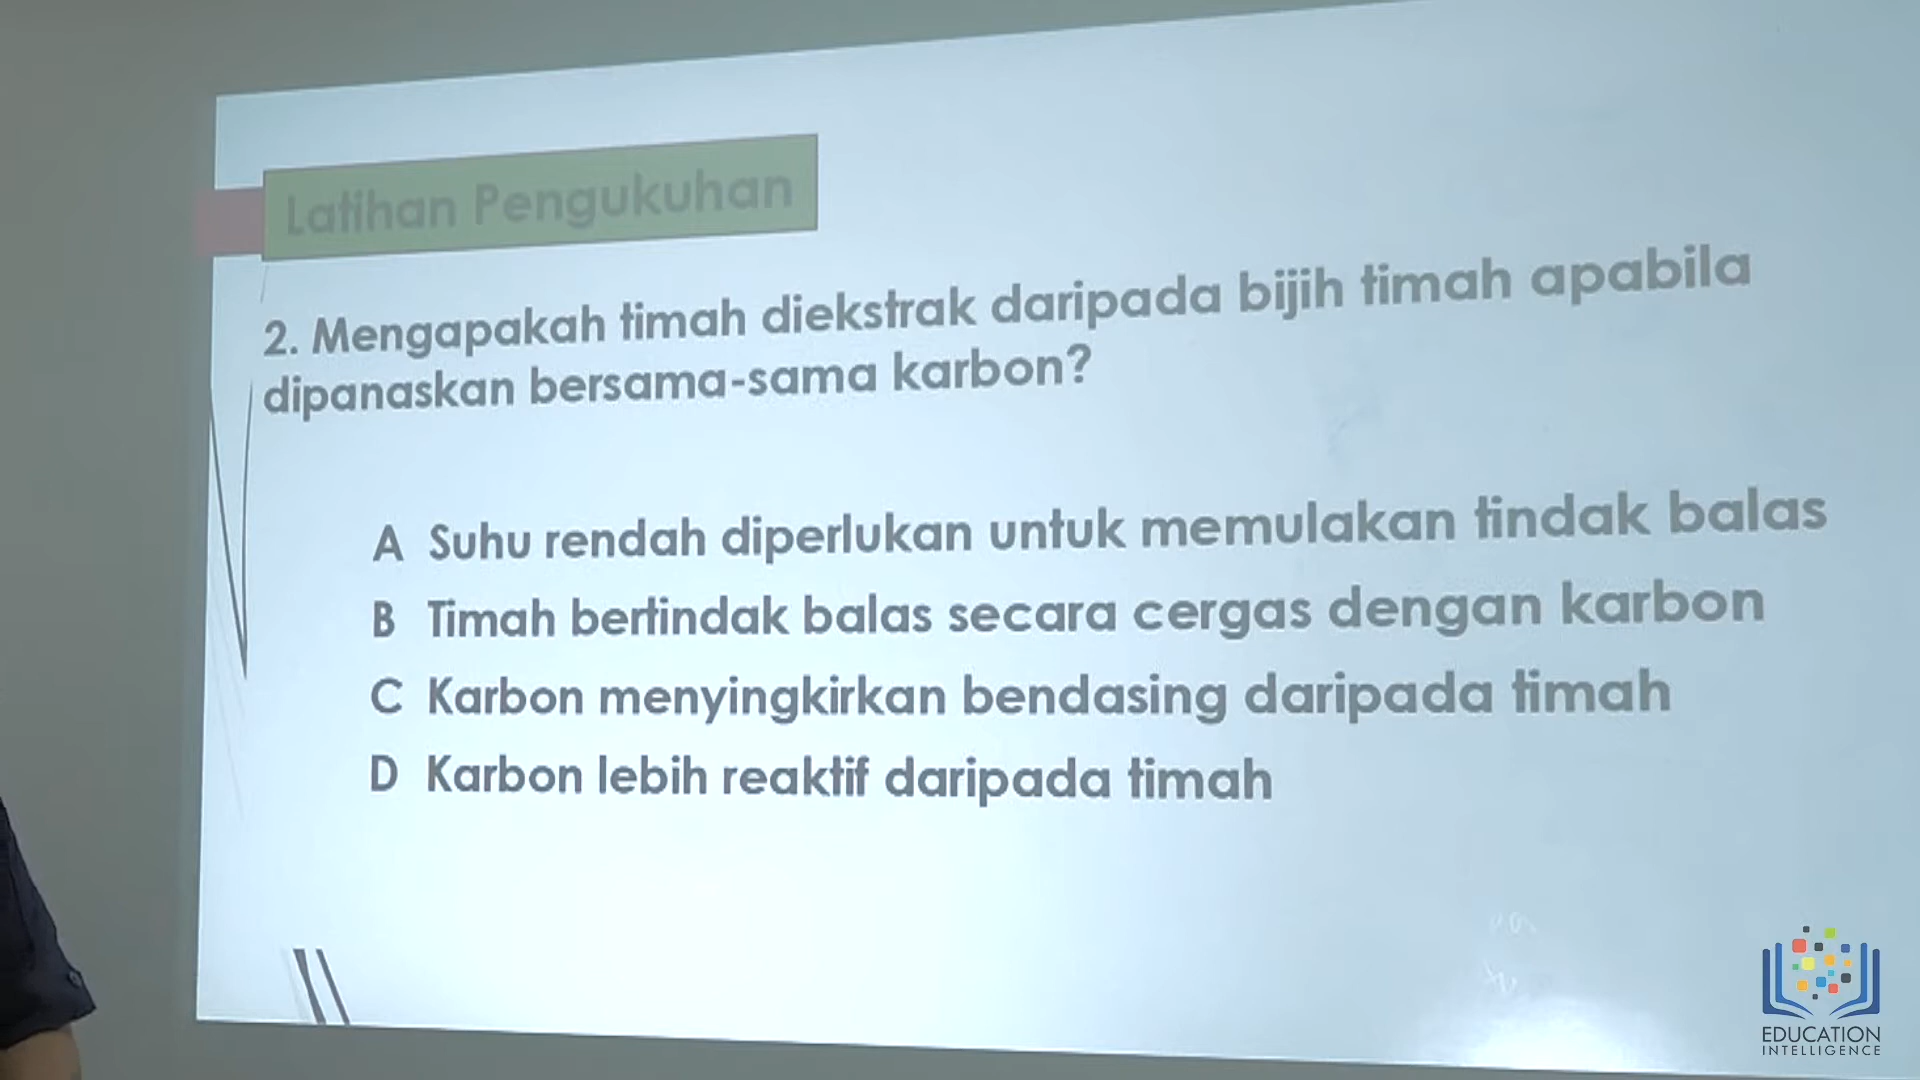 Latihan Pengukuhan
2. Mengapakah timah diekstrak daripada bijih timah apabila
dipanaskan bersama-sama karbon?
A Suhu rendah diperlukan untuk memulakan tindak balas
B Timah bertindak balas secara cergas dengan karbon
C Karbon menyingkirkan bendasing daripada timah
D Karbon lebih reaktif daripada timah
EDUCATION
INTELLIGENCE